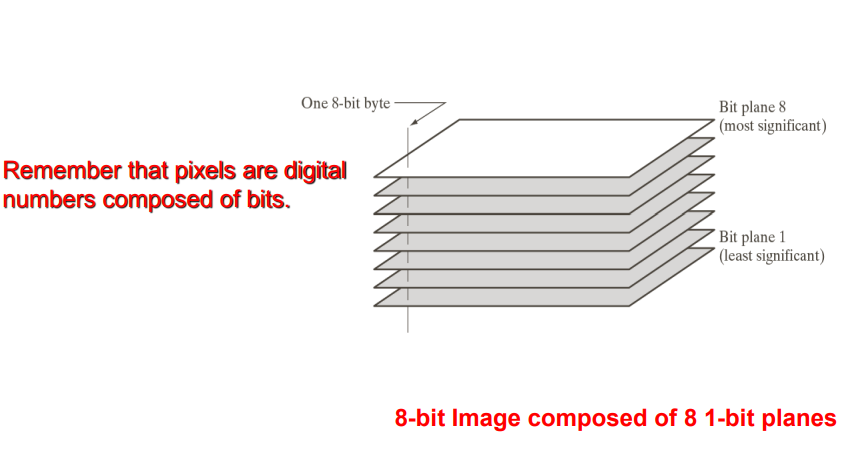 One 8-bit byte
Bit plane 8
(most significant)
Remember that pixels are digital
numbers composed of bits.
Bit plane 1
(least significant)
8-bit Image composed of 8 1-bit planes